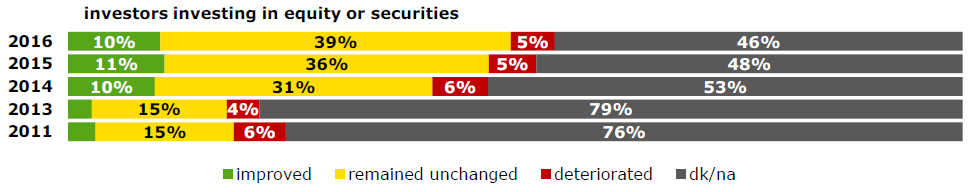 investors investing in equity or securities
2016 10% 39% 5% 46%
2015 11% 36% 5% 48%
2014 10% 31% 6% 53%
2013 15% 4% 79%
2011 15% 6% 76%
improved remained unchanged deteriorated dk/na